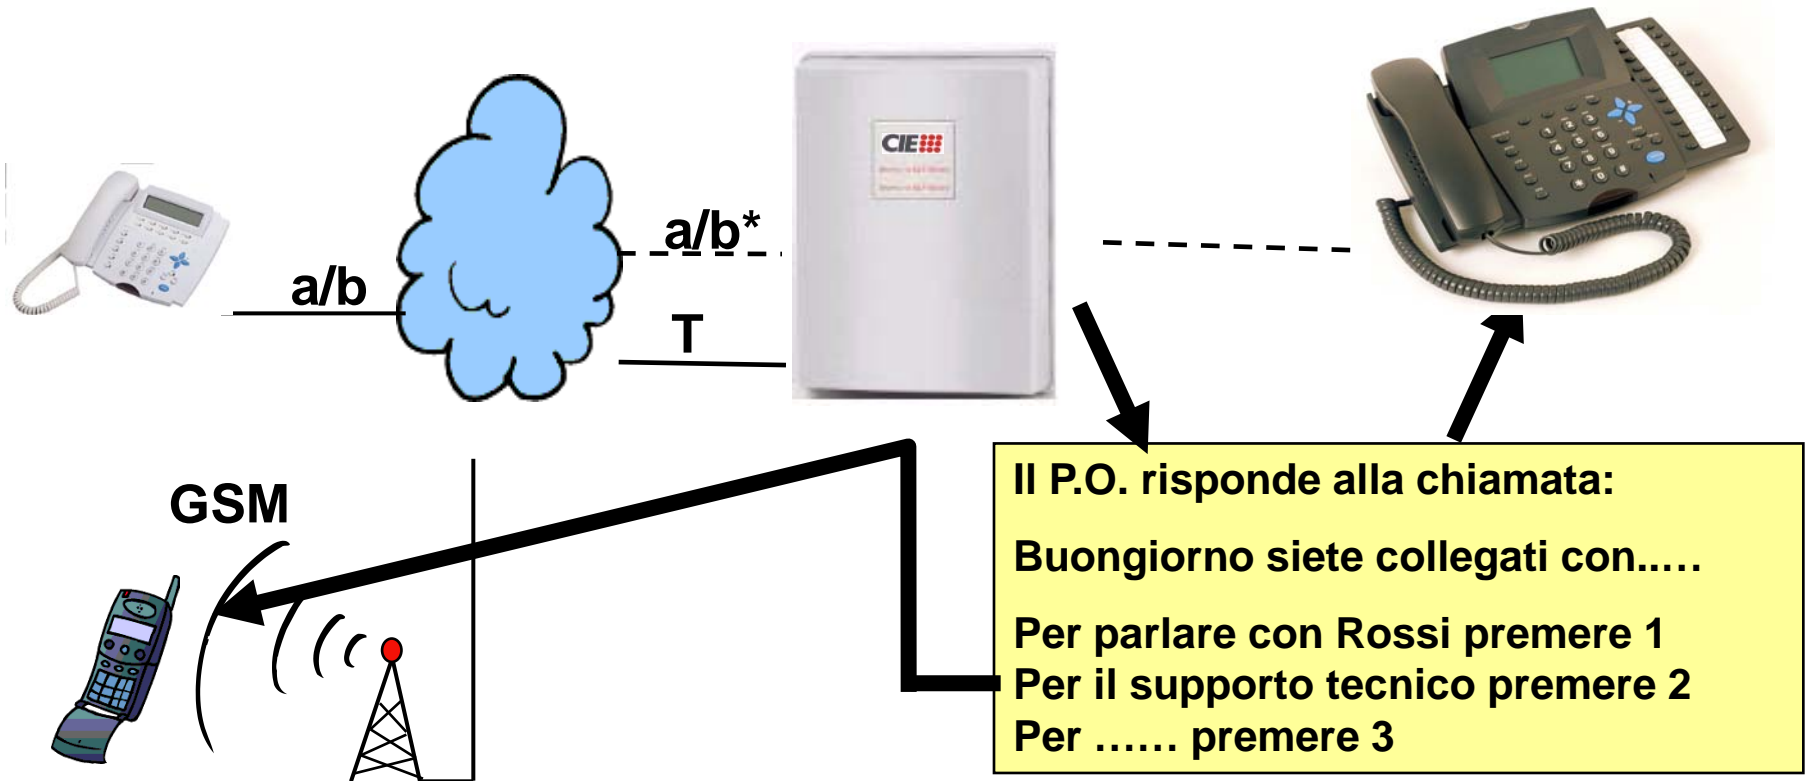 CIE
a/b
a/b*
T
GSM
Il P.O. risponde alla chiamata:
Buongiorno siete collegati con..…
Per parlare con Rossi premere 1
Per il supporto tecnico premere 2
Per …… premere 3